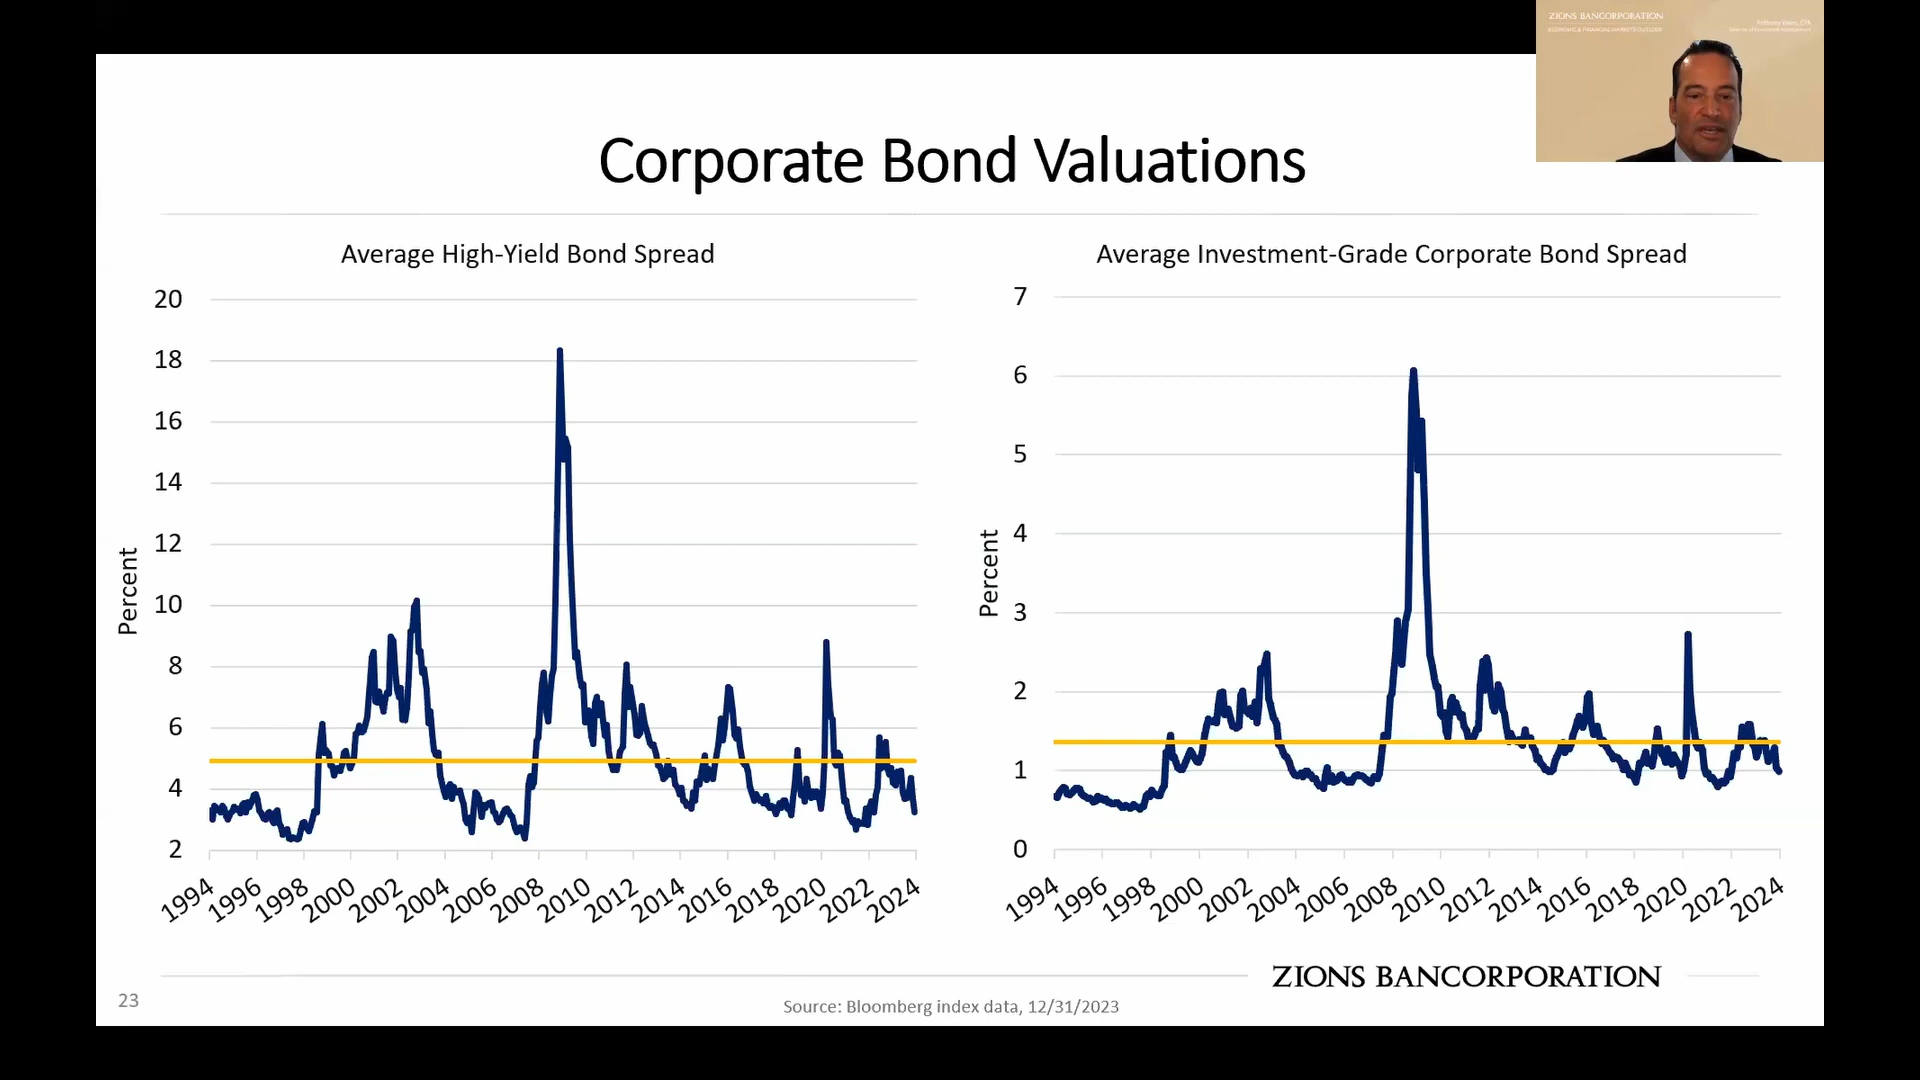 ZIONS BANCORPORATION
Corporate Bond Valuations
Average High-Yield Bond Spread
20
18
16
14
12
10
8
6
4
2
Percent
1994 1996 1998 2000 2002 2004 2006 2008 2010 2012 2014 2016 2018 2020 2022 2024
Average Investment-Grade Corporate Bond Spread
7
6
5
4
3
2
1
0
Percent
1994 1996 1998 2000 2002 2004 2006 2008 2010 2012 2014 2016 2018 2020 2022 2024
ZIONS BANCORPORATION
23
Source: Bloomberg index data, 12/31/2023